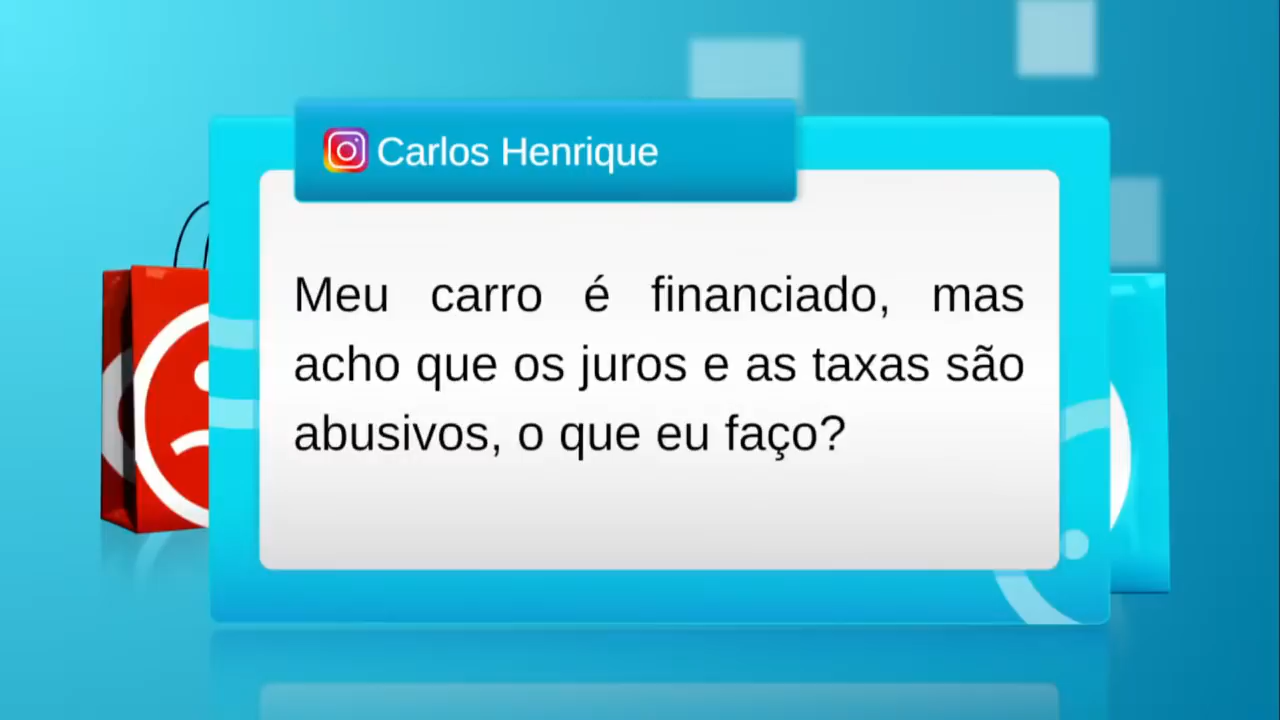 Carlos Henrique
Meu carro é financiado, mas
acho que os juros e as taxas são
abusivos, o que eu faço?